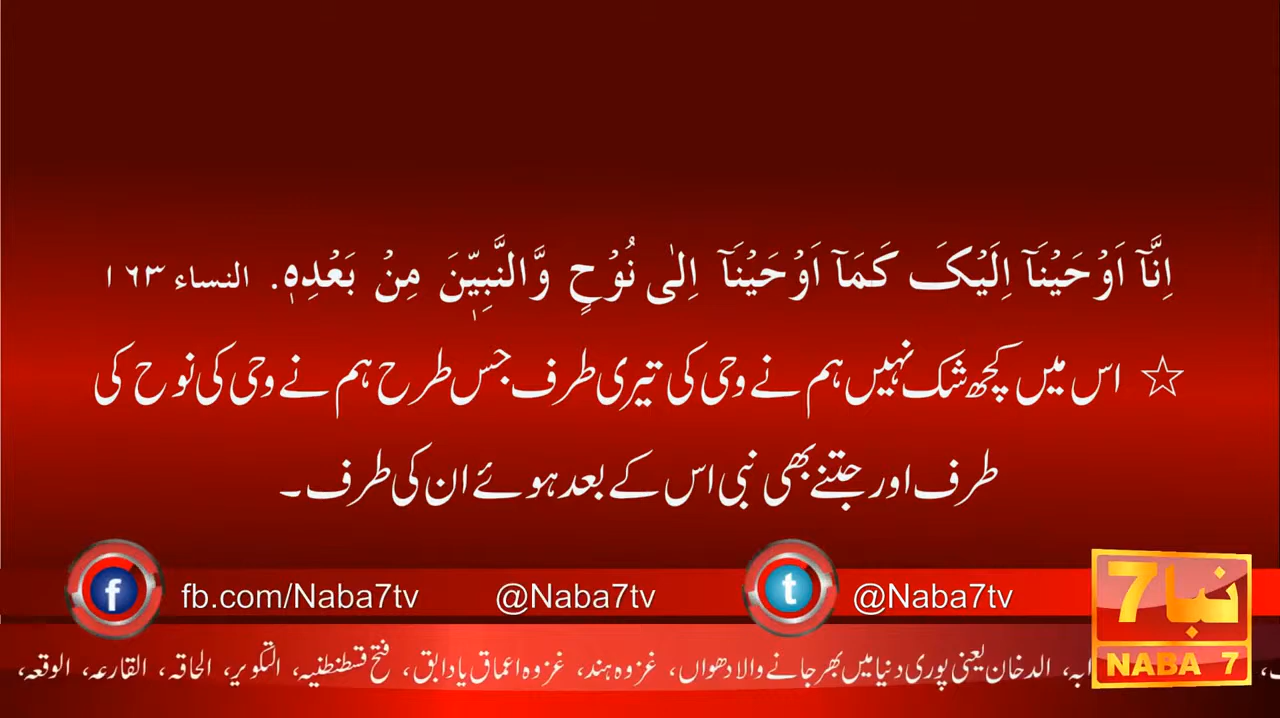 اِنَّاۤ اَوۡحَیۡنَاۤ اِلَیۡکَ کَمَاۤ اَوۡحَیۡنَاۤ اِلٰی نُوۡحٍ وَّالنَّبِیّٖنَ مِنۡۢ بَعۡدِہٖ. النساء ۱۶۳
☆ اس میں کچھ شک نہیں ہم نے وحی کی تیری طرف جس طرح ہم نے وحی کی نوح کی
طرف اور جتنے بھی نبی اس کے بعد ہوئے ان کی طرف۔
fb.com/Naba7tv @Naba7tv @Naba7tv
نبا 7
NABA 7
ابہ، الدخان یعنی پوری دنیا میں بھر جانے والا دھواں، غزوہ ہند، غزوہ اعماق یا دابق، فتح قسطنطنیہ، التکویر، الحاقہ، القارعہ، الوقعہ،